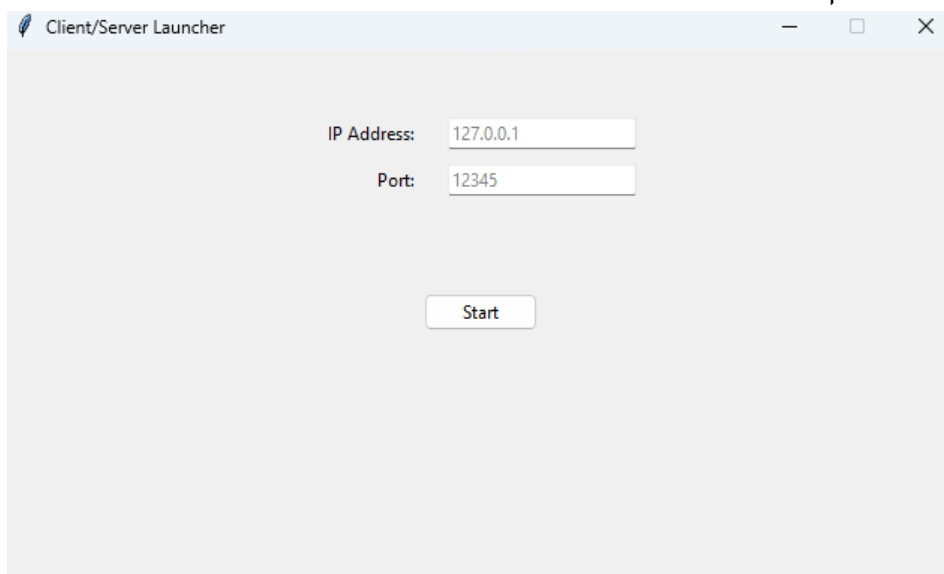 Client/Server Launcher
IP Address: 127.0.0.1
Port: 12345
Start